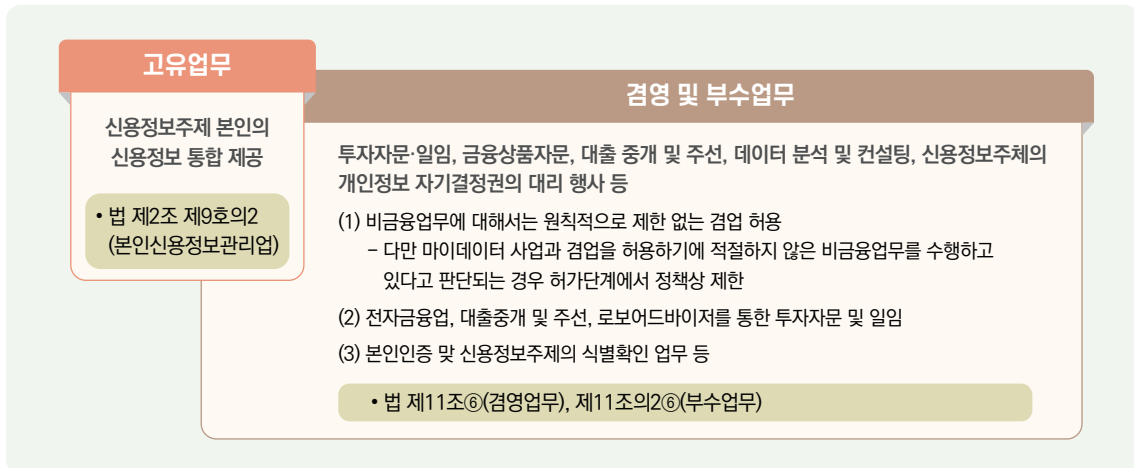 고유업무
신용정보주제 본인의
신용정보 통합 제공
• 법 제2조 제9호의2
(본인신용정보관리업)
겸영 및 부수업무
투자자문·일임, 금융상품자문, 대출 중개 및 주선, 데이터 분석 및 컨설팅, 신용정보주체의
개인정보 자기결정권의 대리 행사 등
(1) 비금융업무에 대해서는 원칙적으로 제한 없는 겸업 허용
– 다만 마이데이터 사업과 겸업을 허용하기에 적절하지 않은 비금융업무를 수행하고
있다고 판단되는 경우 허가단계에서 정책상 제한
(2) 전자금융업, 대출중개 및 주선, 로보어드바이저를 통한 투자자문 및 일임
(3) 본인인증 맞 신용정보주제의 식별확인 업무 등
• 법 제11조⑥(겸영업무), 제11조의2⑥(부수업무)